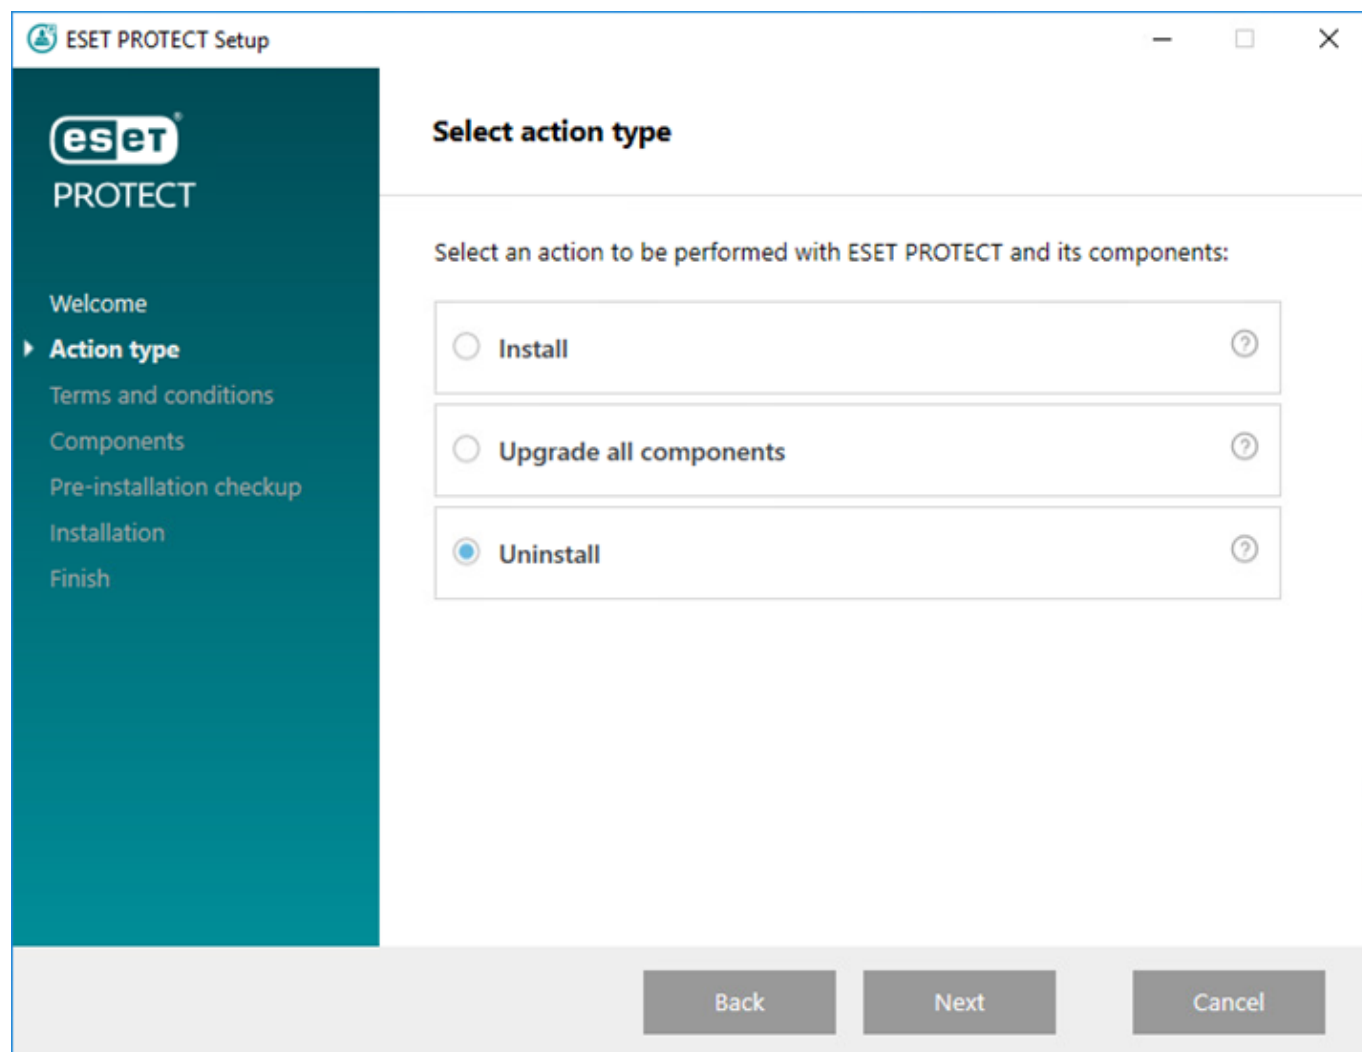 ESET PROTECT Setup
eseT®
PROTECT
Welcome
Action type
Terms and conditions
Components
Pre-installation checkup
Installation
Finish
Select action type
Select an action to be performed with ESET PROTECT and its components:
Install ?
Upgrade all components ?
Uninstall ?
Back Next Cancel